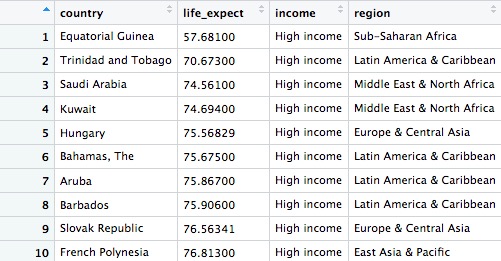 country life_expect income region
1 Equatorial Guinea 57.68100 High income Sub-Saharan Africa
2 Trinidad and Tobago 70.67300 High income Latin America & Caribbean
3 Saudi Arabia 74.56100 High income Middle East & North Africa
4 Kuwait 74.69400 High income Middle East & North Africa
5 Hungary 75.56829 High income Europe & Central Asia
6 Bahamas, The 75.67500 High income Latin America & Caribbean
7 Aruba 75.86700 High income Latin America & Caribbean
8 Barbados 75.90600 High income Latin America & Caribbean
9 Slovak Republic 76.56341 High income Europe & Central Asia
10 French Polynesia 76.81300 High income East Asia & Pacific